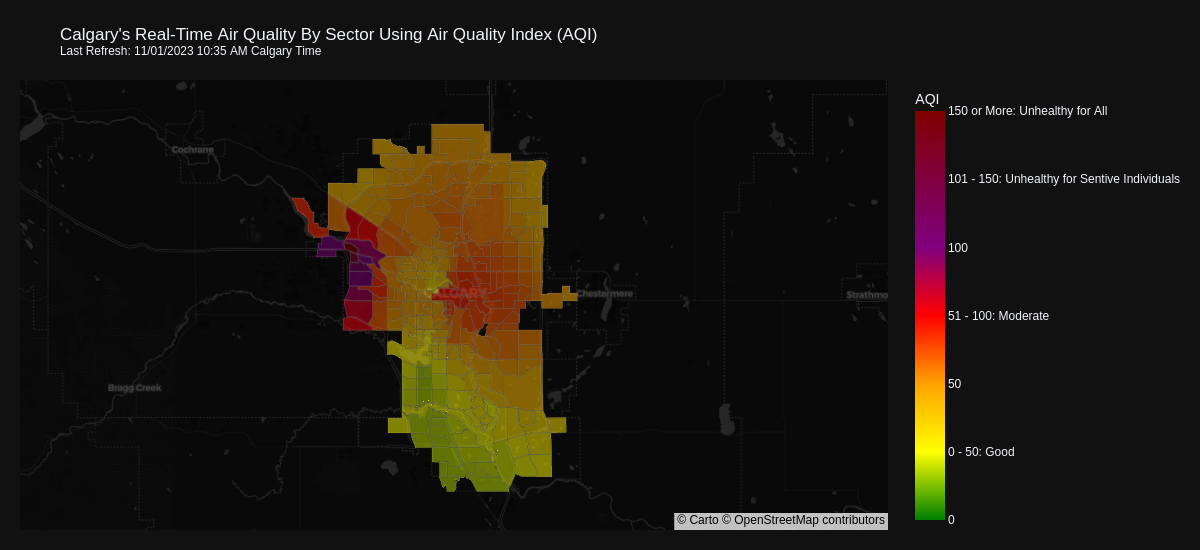 Calgary's Real-Time Air Quality By Sector Using Air Quality Index (AQI)
Last Refresh: 11/01/2023 10:35 AM Calgary Time
AQI
150 or More: Unhealthy for All
Cochrane
101 - 150: Unhealthy for Sentive Individuals
100
CALGARY
Chestermere
Strathmo
51 - 100: Moderate
Bragg Creek
50
0 - 50: Good
© Carto © OpenStreetMap contributors
0